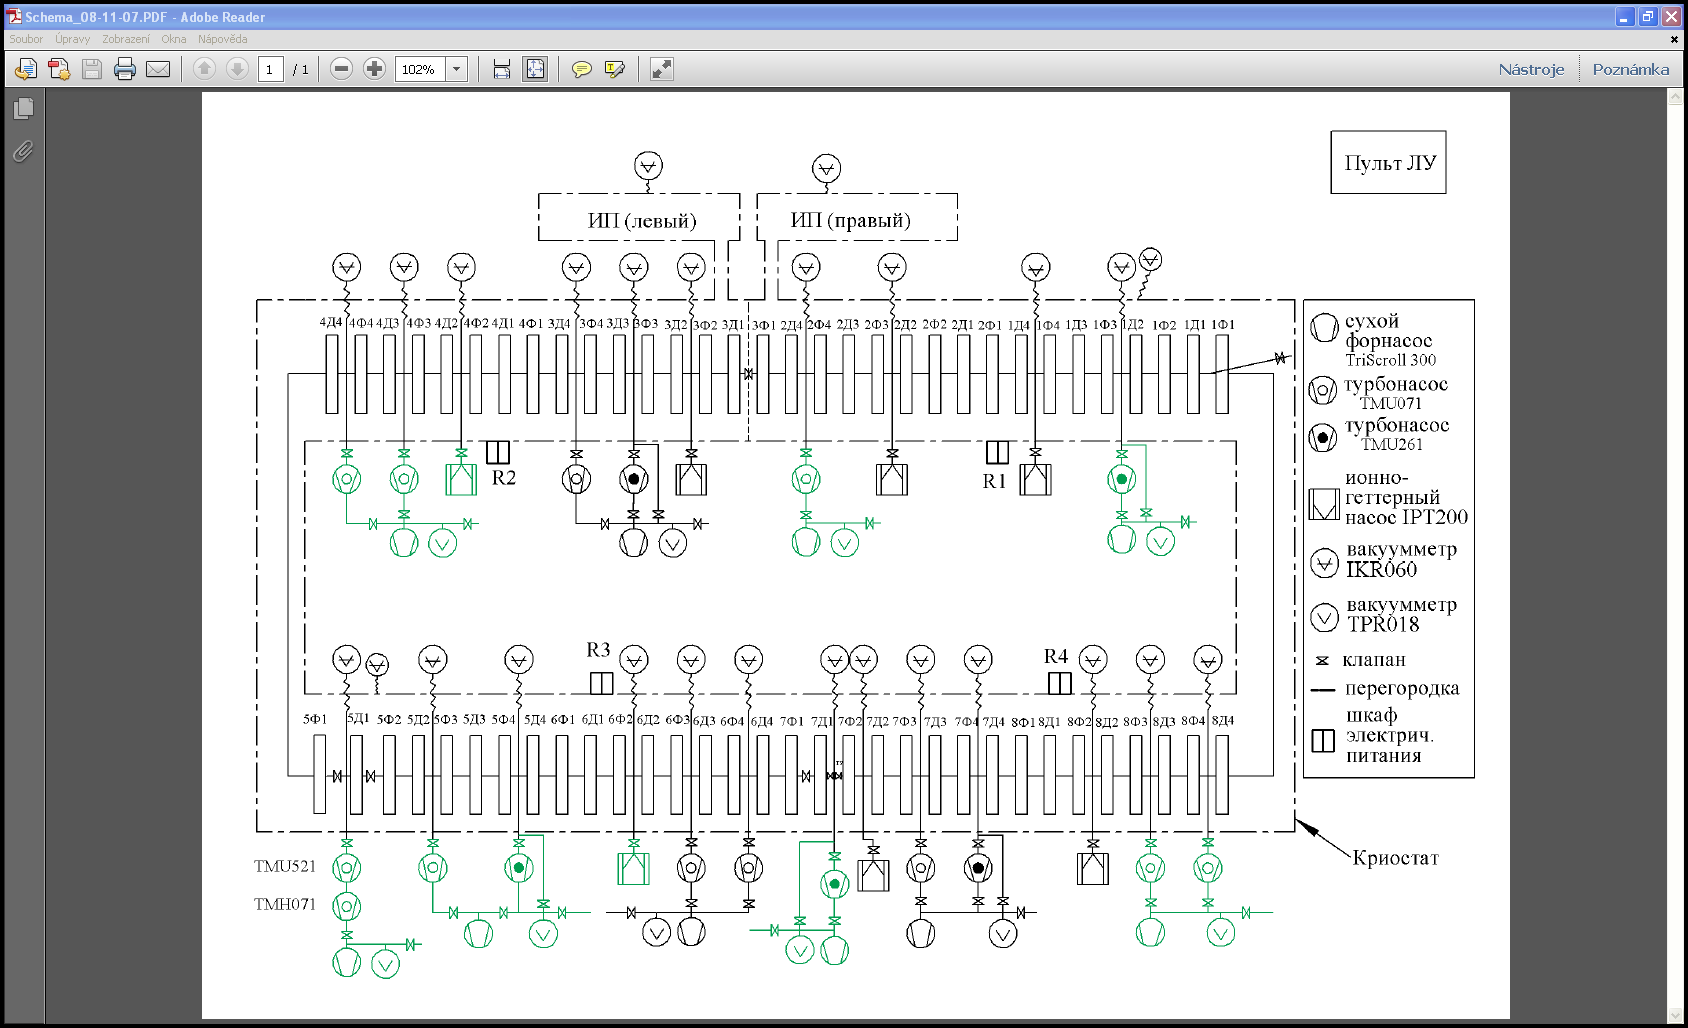 Schema_08-11-07.PDF - Adobe Reader
Soubor Úpravy Zobrazení Okna Nápověda
1 / 1 102% Nástroje Poznámka
Пульт ЛУ
ИП (левый) ИП (правый)
4Д4 4Ф4 4Д3 4Ф3 4Д2 4Ф2 4Д1 4Ф1 3Д4 3Ф4 3Д3 3Ф3 3Д2 3Ф2 3Д1 3Ф1 2Д4 2Ф4 2Д3 2Ф3 2Д2 2Ф2 2Д1 2Ф1 1Д4 1Ф4 1Д3 1Ф3 1Д2 1Ф2 1Д1 1Ф1
R2 R1
R3 R4
5Ф1 5Д1 5Ф2 5Д2 5Ф3 5Д3 5Ф4 5Д4 6Ф1 6Д1 6Ф2 6Д2 6Ф3 6Д3 6Ф4 6Д4 7Ф1 7Д1 7Ф2 7Д2 7Ф3 7Д3 7Ф4 7Д4 8Ф1 8Д1 8Ф2 8Д2 8Ф3 8Д3 8Ф4 8Д4
TMU521
TMH071
сухой
форнасос
TriScroll 300
турбонасос
TMU071
турбонасос
TMU261
ионно-
геттерный
насос IPT200
вакуумметр
IKR060
вакуумметр
TPR018
клапан
перегородка
шкаф
электрич.
питания
Криостат